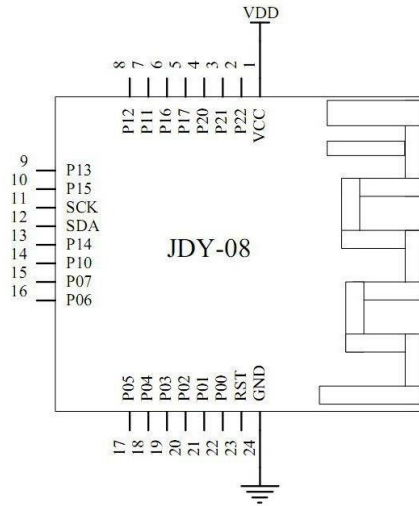 VDD
8 7 6 5 4 3 2 1
P12 P11 P16 P17 P20 P21 P22 VCC
9 P13
10 P15
11 SCK
12 SDA
13 P14
14 P10
15 P07
16 P06
JDY-08
P05 P04 P03 P02 P01 P00 RST GND
17 18 19 20 21 22 23 24